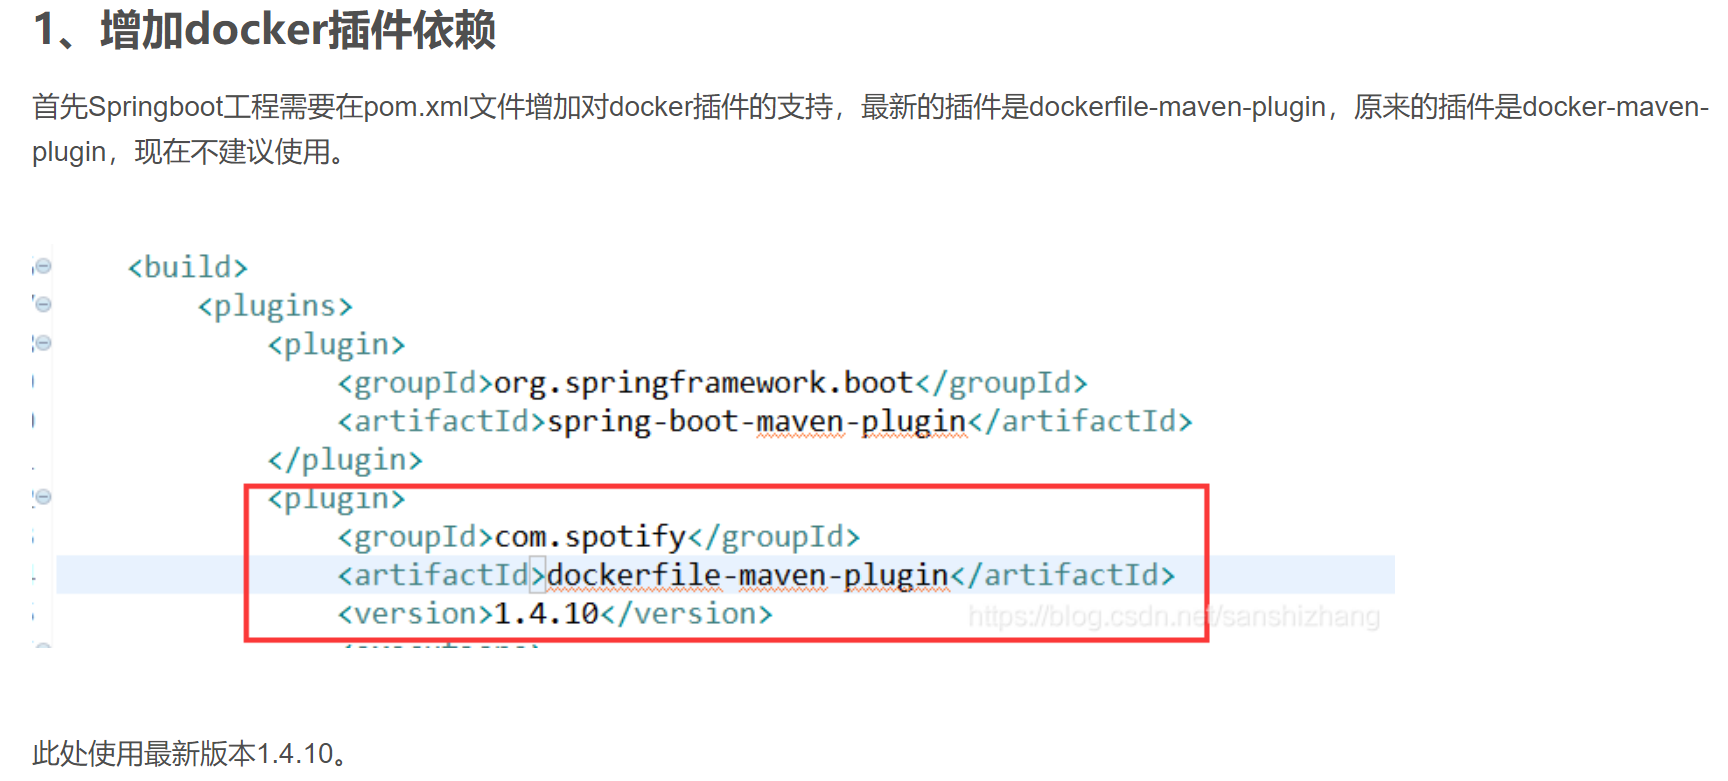 1、增加docker插件依赖
首先Springboot工程需要在pom.xml文件增加对docker插件的支持，最新的插件是dockerfile-maven-plugin，原来的插件是docker-maven-
plugin，现在不建议使用。
<build>
<plugins>
<plugin>
<groupId>org.springframework.boot</groupId>
<artifactId>spring-boot-maven-plugin</artifactId>
</plugin>
<plugin>
<groupId>com.spotify</groupId>
<artifactId>dockerfile-maven-plugin</artifactId>
<version>1.4.10</version>
https://blog.csdn.net/sanshizhang
此处使用最新版本1.4.10。